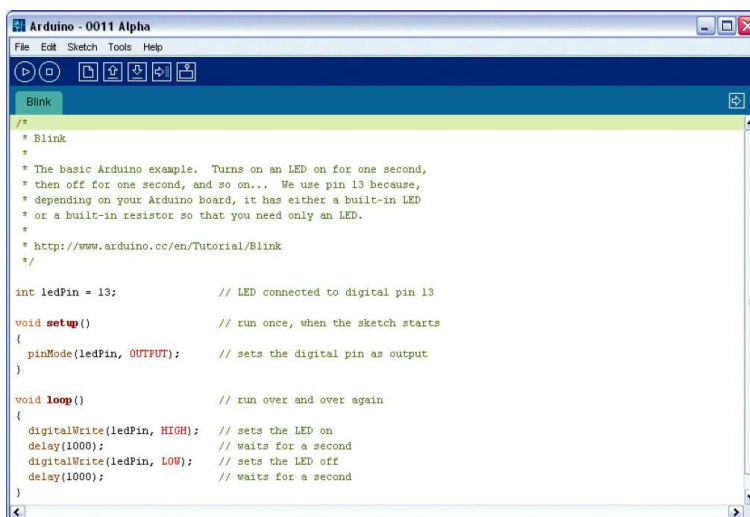 Arduino - 0011 Alpha
File Edit Sketch Tools Help
Blink
/*
 * Blink
 *
 * The basic Arduino example.  Turns on an LED on for one second,
 * then off for one second, and so on...  We use pin 13 because,
 * depending on your Arduino board, it has either a built-in LED
 * or a built-in resistor so that you need only an LED.
 *
 * http://www.arduino.cc/en/Tutorial/Blink
 */
int ledPin = 13;                // LED connected to digital pin 13
void setup()                    // run once, when the sketch starts
{
  pinMode(ledPin, OUTPUT);      // sets the digital pin as output
}
void loop()                     // run over and over again
{
  digitalWrite(ledPin, HIGH);   // sets the LED on
  delay(1000);                  // waits for a second
  digitalWrite(ledPin, LOW);    // sets the LED off
  delay(1000);                  // waits for a second
}